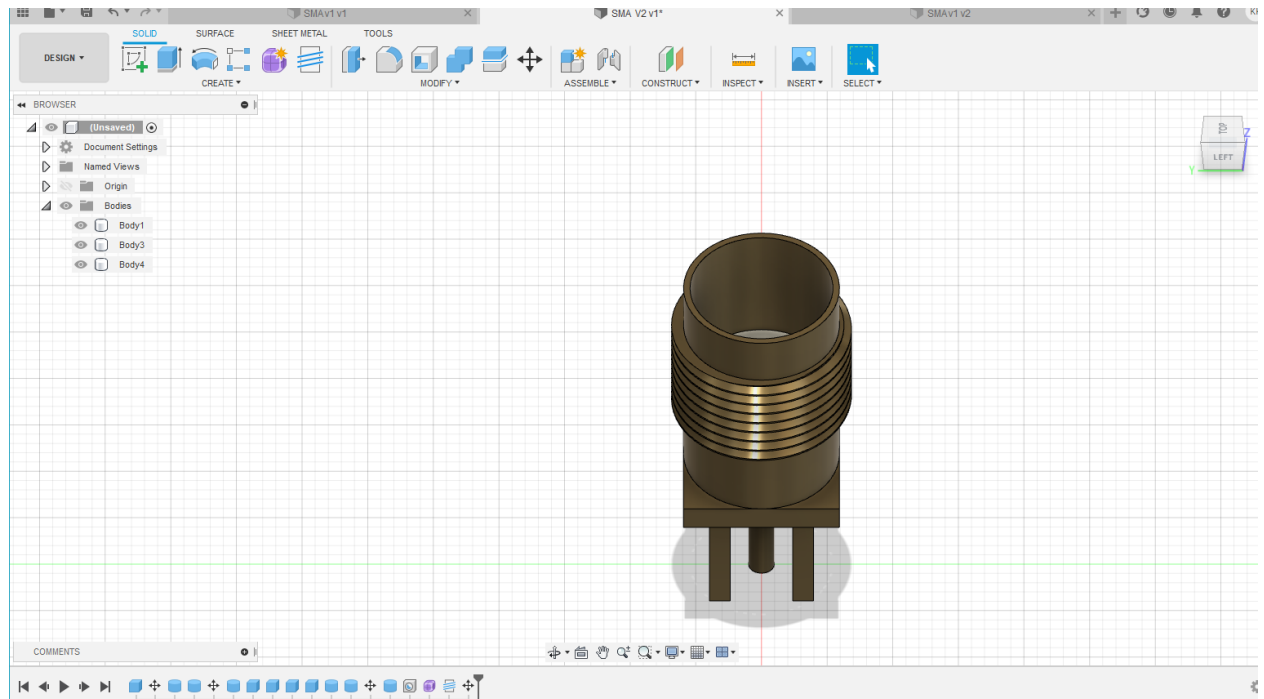 SMAv1 v1
SMA V2 v1*
SMAv1 v2
SOLID
SURFACE
SHEET METAL
TOOLS
DESIGN
CREATE
MODIFY
ASSEMBLE
CONSTRUCT
INSPECT
INSERT
SELECT
BROWSER
(Unsaved)
Document Settings
Named Views
Origin
Bodies
Body1
Body3
Body4
TOP
Z
LEFT
Y
COMMENTS